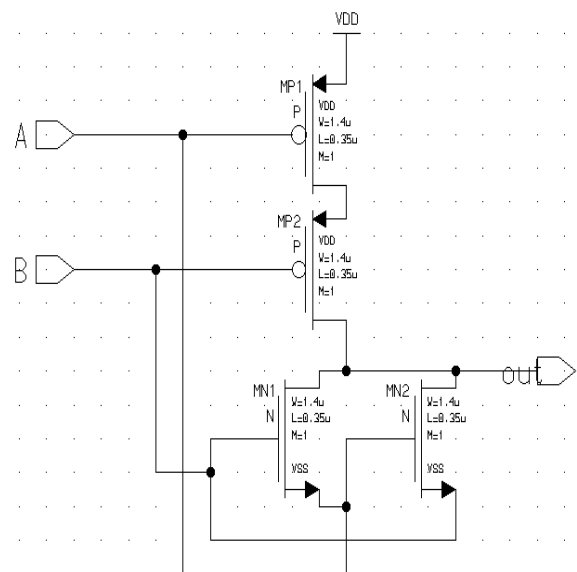 VDD
MP1
P
VDD
W=1.4u
L=0.35u
M=1
A
MP2
P
VDD
W=1.4u
L=0.35u
M=1
B
out
MN1
N
W=1.4u
L=0.35u
M=1
VSS
MN2
N
W=1.4u
L=0.35u
M=1
VSS